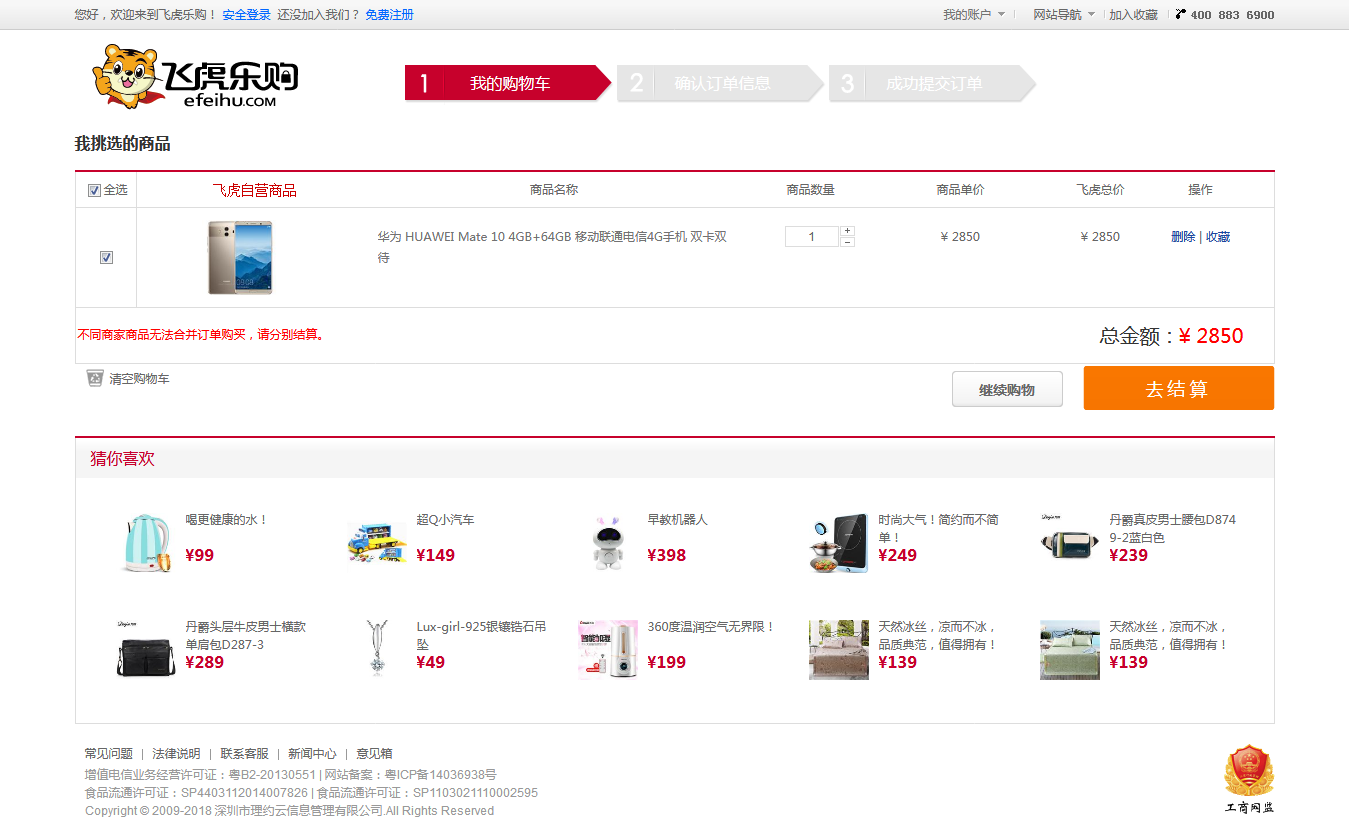 您好，欢迎来到飞虎乐购！ 安全登录 还没加入我们？ 免费注册
我的账户 网站导航 加入收藏 400 883 6900
飞虎乐购
efeihu.COM
1 我的购物车 2 确认订单信息 3 成功提交订单
我挑选的商品
全选 飞虎自营商品 商品名称 商品数量 商品单价 飞虎总价 操作
华为 HUAWEI Mate 10 4GB+64GB 移动联通电信4G手机 双卡双
待
1 + − ¥ 2850 ¥ 2850 删除 | 收藏
不同商家商品无法合并订单购买，请分别结算。
总金额：¥ 2850
清空购物车
继续购物 去结算
猜你喜欢
喝更健康的水！
¥99
超Q小汽车
¥149
早教机器人
¥398
时尚大气！简约而不简
单！
¥249
丹爵真皮男士腰包D874
9-2蓝白色
¥239
丹爵头层牛皮男士横款
单肩包D287-3
¥289
Lux-girl-925银镶锆石吊
坠
¥49
360度温润空气无界限！
¥199
天然冰丝，凉而不冰，
品质典范，值得拥有！
¥139
天然冰丝，凉而不冰，
品质典范，值得拥有！
¥139
常见问题 | 法律说明 | 联系客服 | 新闻中心 | 意见箱
增值电信业务经营许可证：粤B2-20130551 | 网站备案：粤ICP备14036938号
食品流通许可证：SP4403112014007826 | 食品流通许可证：SP1103021110002595
Copyright © 2009-2018 深圳市理约云信息管理有限公司.All Rights Reserved
工商网监